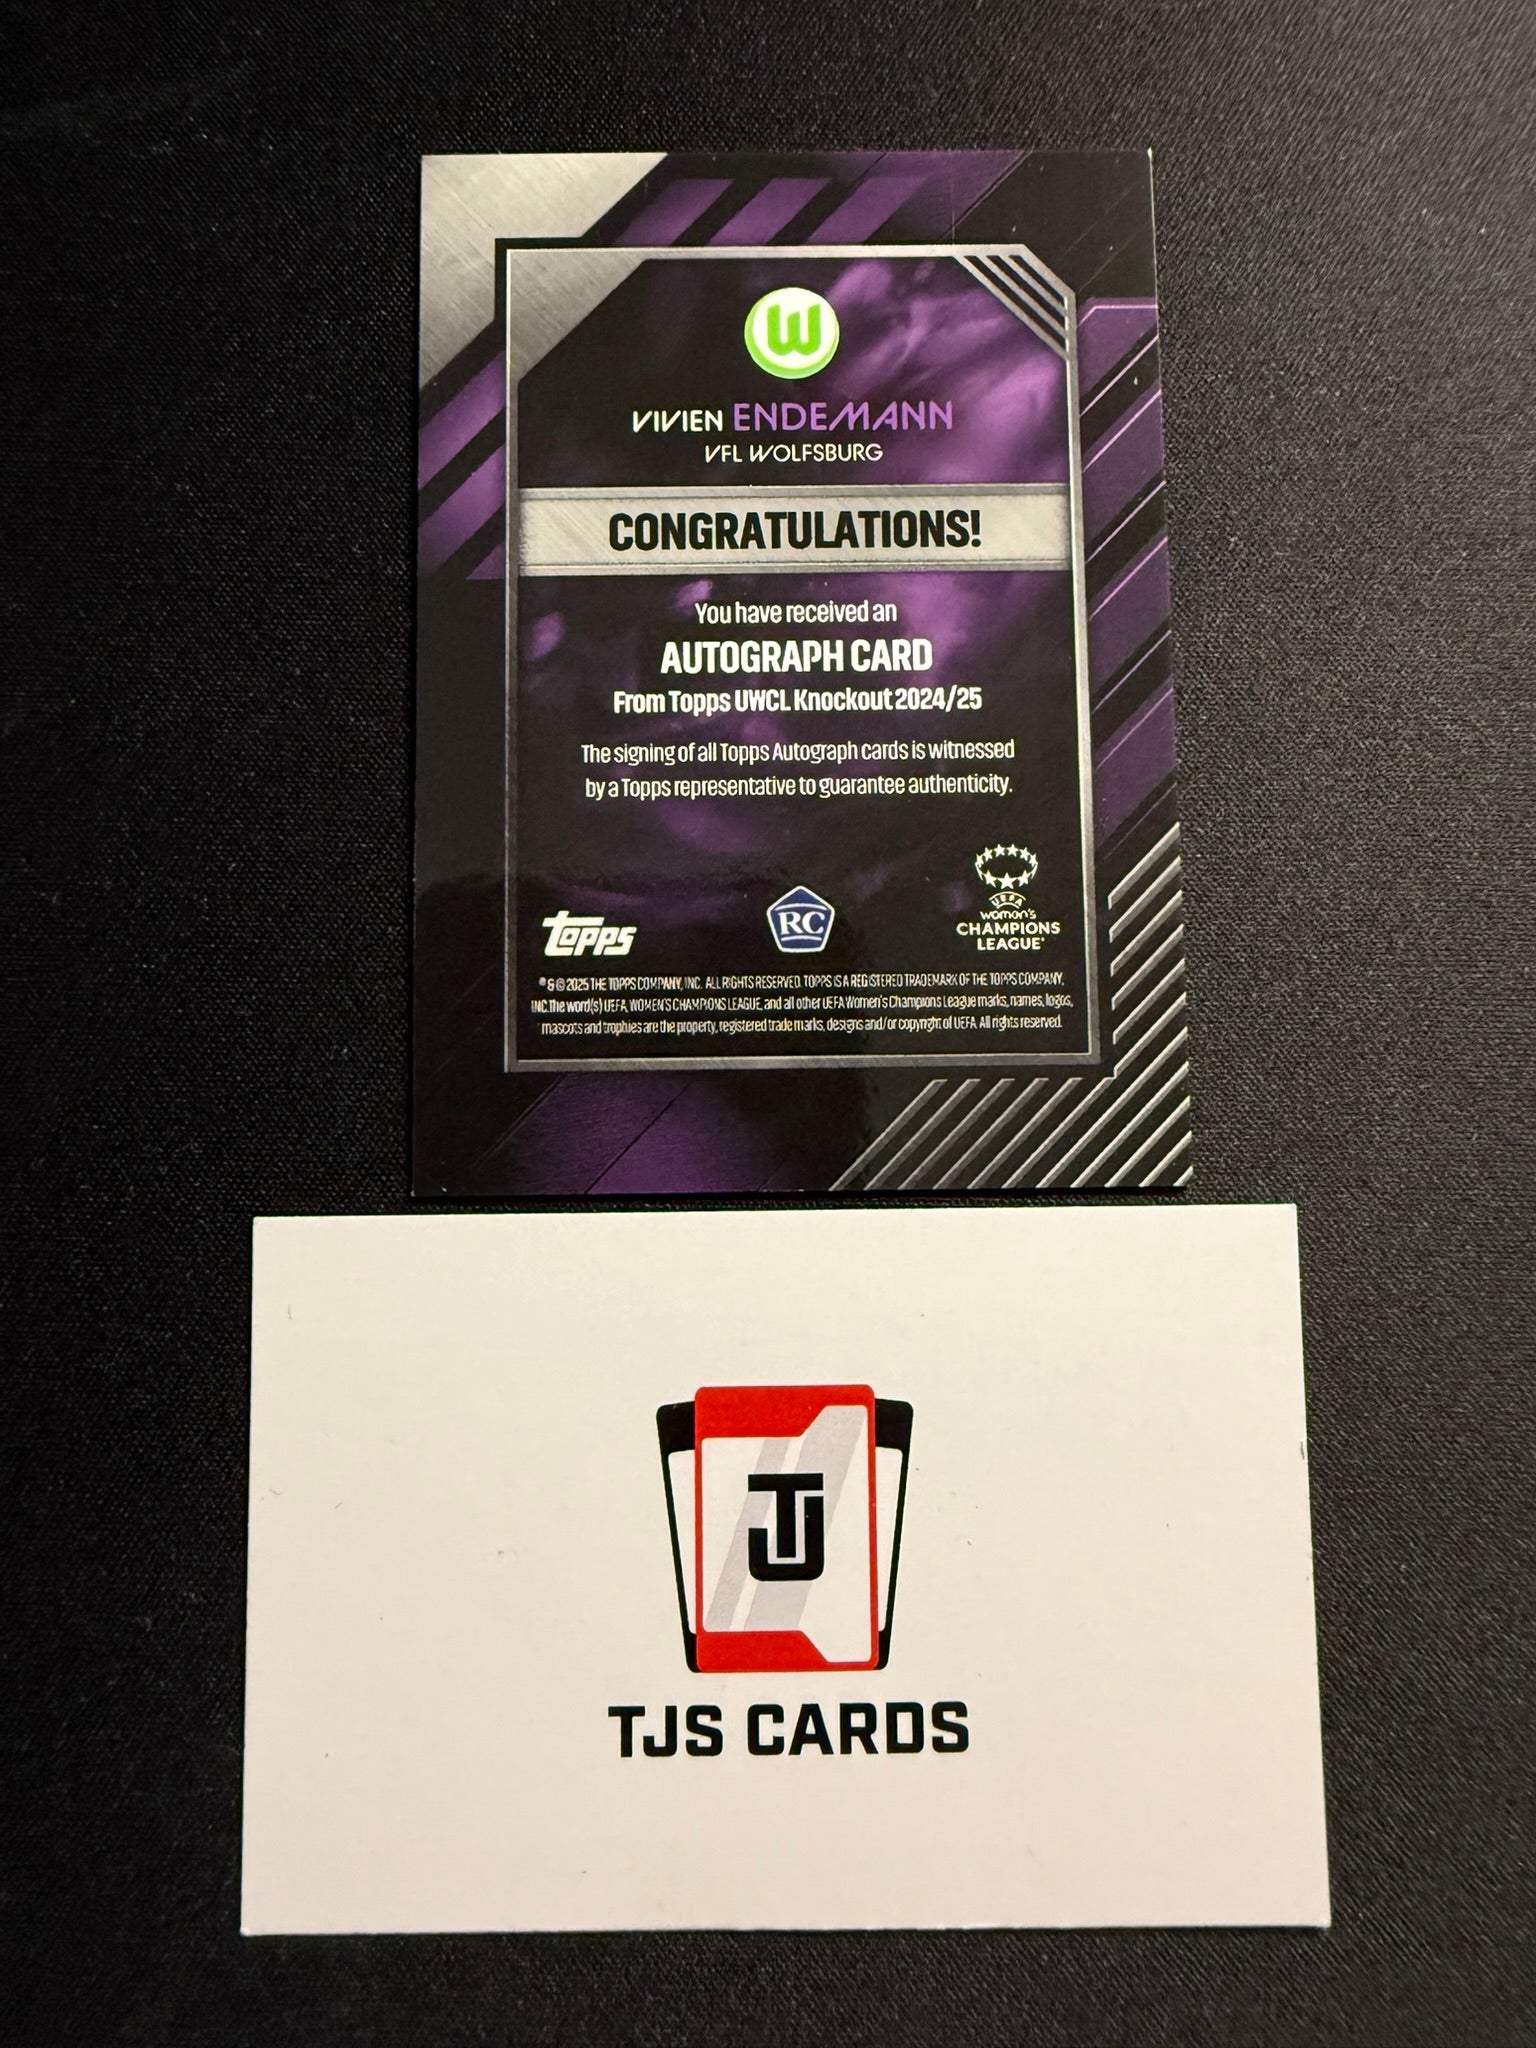 W
VIVIEN ENDEMANN
VFL WOLFSBURG
CONGRATULATIONS!
You have received an
AUTOGRAPH CARD
From Topps UWCL Knockout 2024/25
The signing of all Topps Autograph cards is witnessed
by a Topps representative to guarantee authenticity.
topps
RC
UEFA
women's
CHAMPIONS
LEAGUE
® & © 2025 THE TOPPS COMPANY, INC. ALL RIGHTS RESERVED. TOPPS IS A REGISTERED TRADEMARK OF THE TOPPS COMPANY,
INC. The word(s) UEFA, WOMEN'S CHAMPIONS LEAGUE, and all other UEFA Women's Champions League marks, names, logos,
mascots and trophies are the property, registered trade marks, designs and/or copyright of UEFA. All rights reserved.
TJ
TJS CARDS